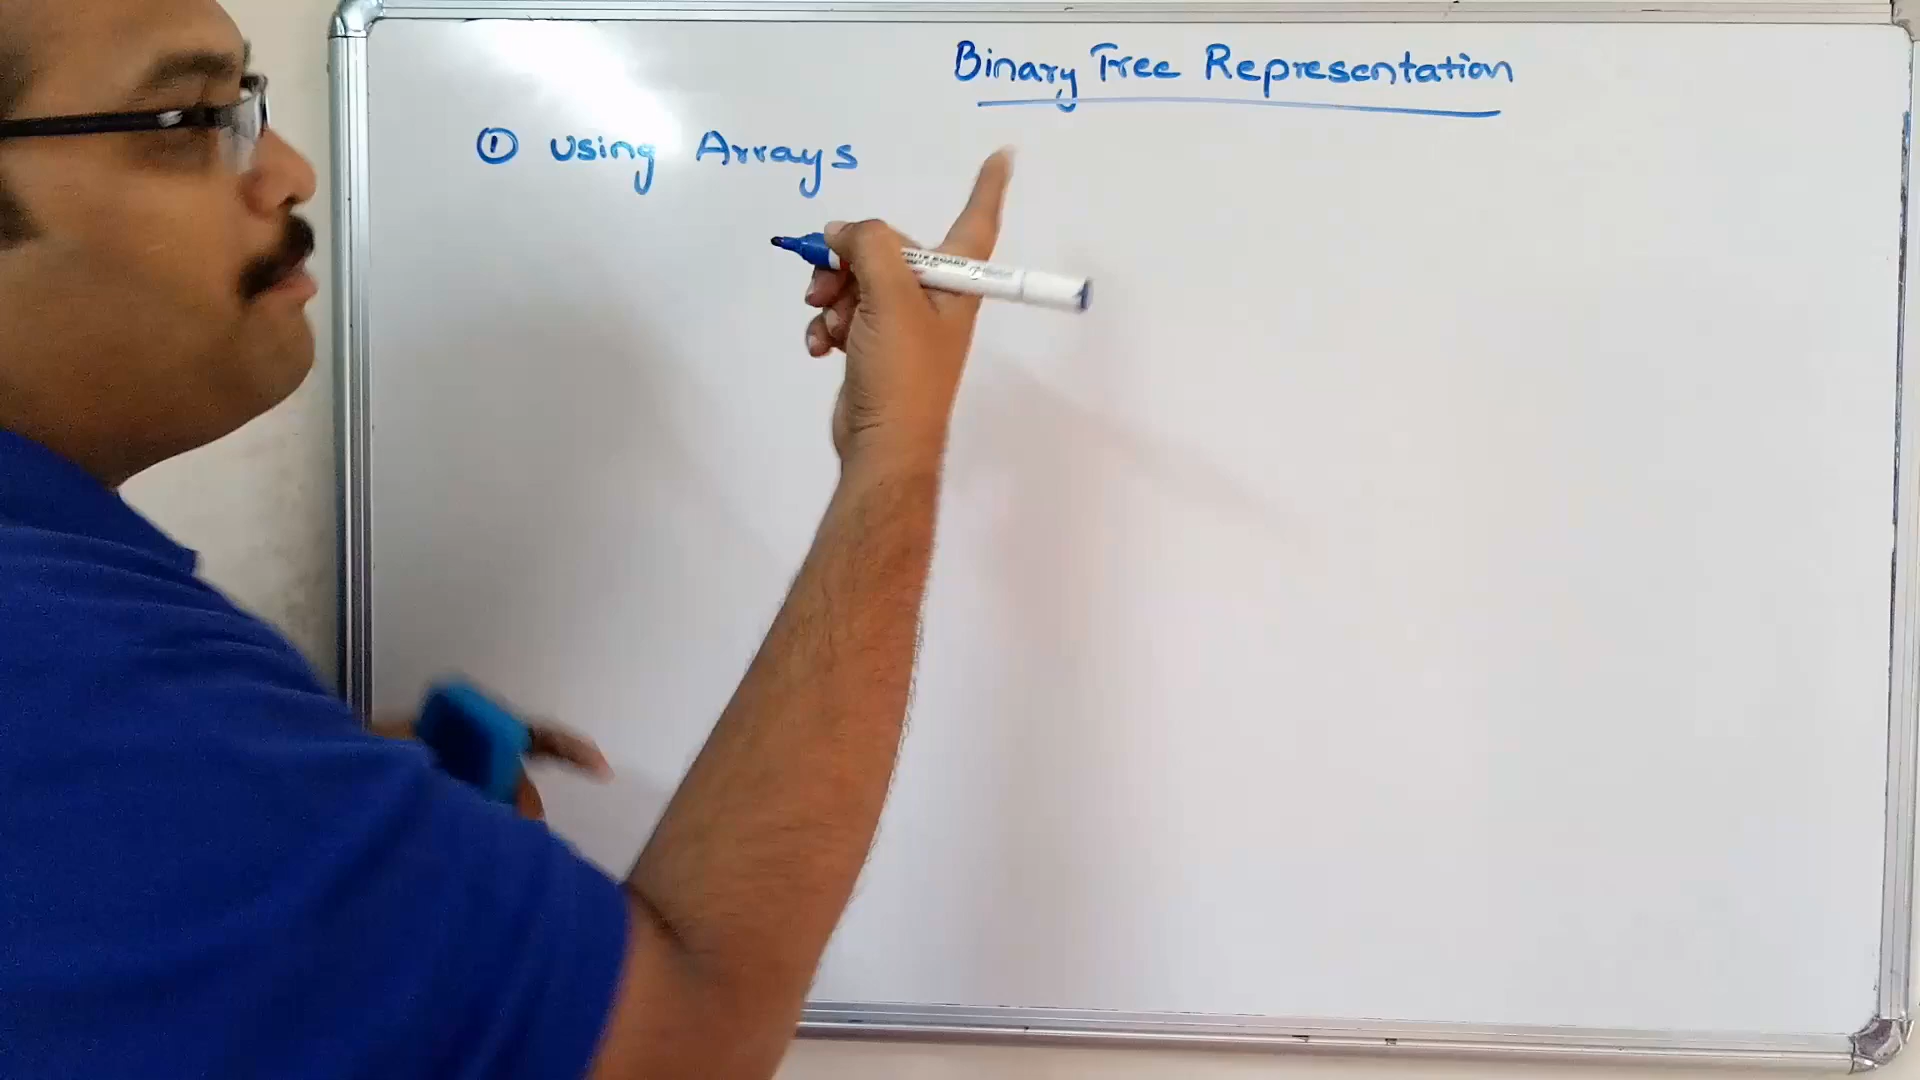 Binary Tree Representation
① Using Arrays